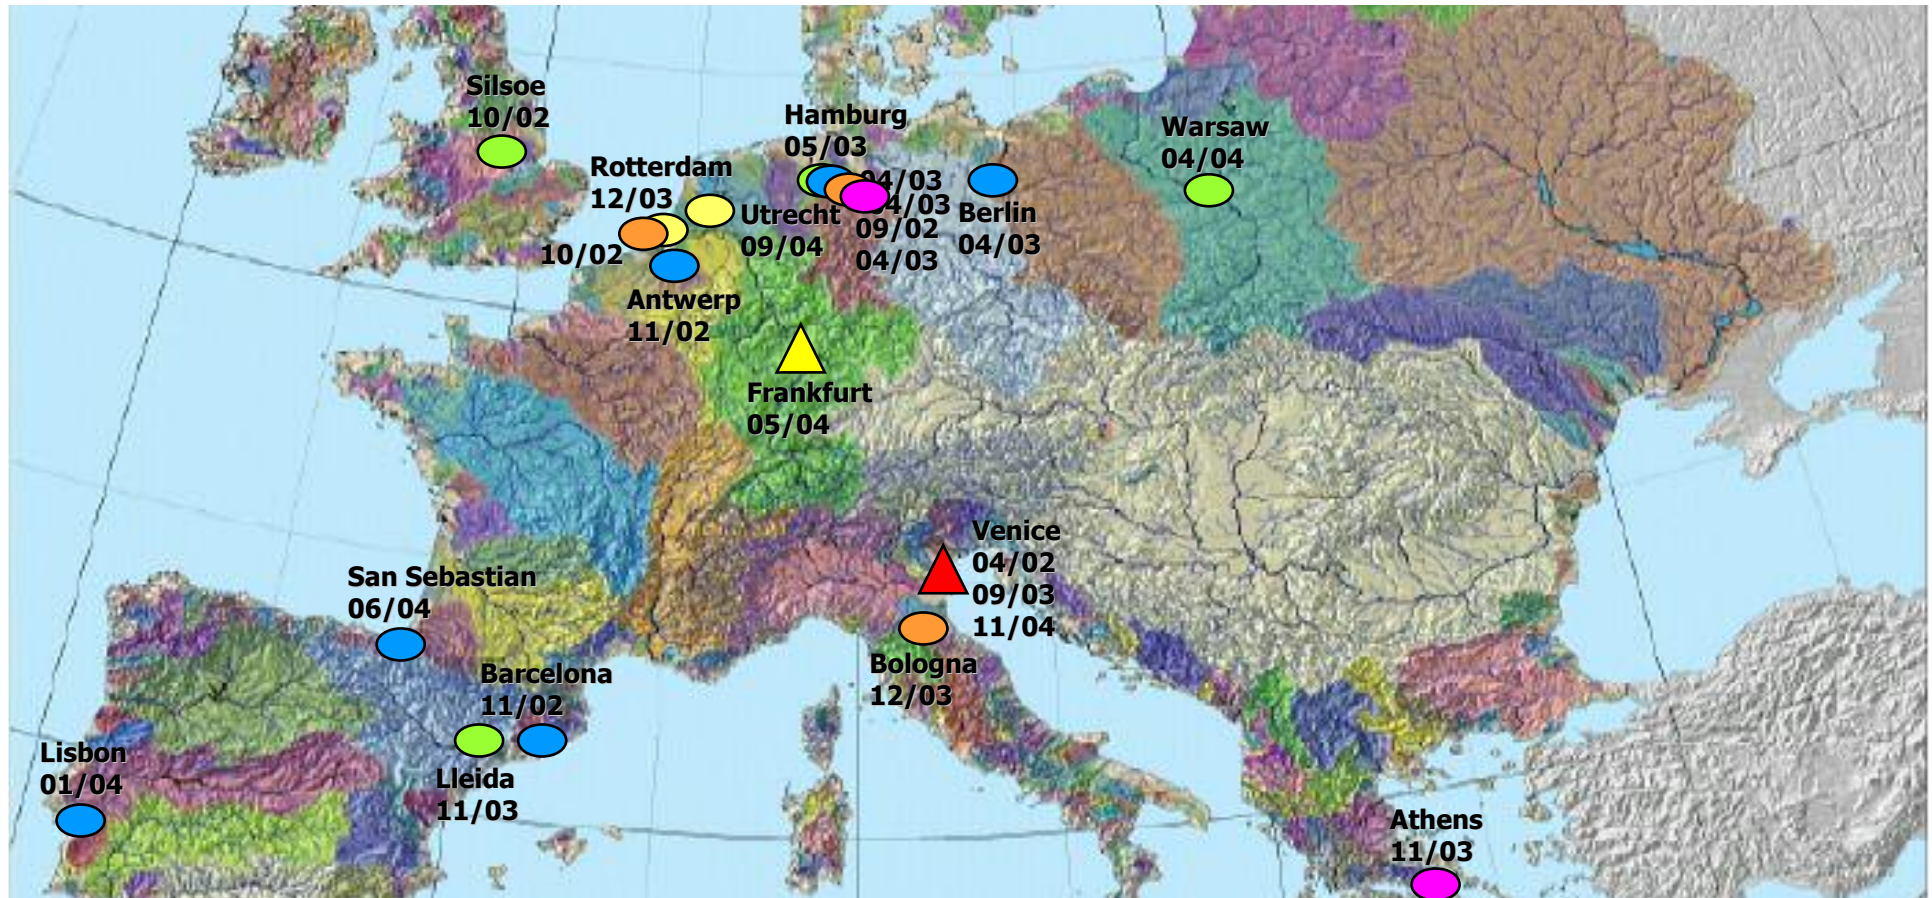 Silsoe
10/02
Hamburg
05/03
Warsaw
04/04
Rotterdam
12/03
04/03
04/03
09/02
04/03
Utrecht
09/04
Berlin
04/03
10/02
Antwerp
11/02
Frankfurt
05/04
Venice
04/02
09/03
11/04
San Sebastian
06/04
Bologna
12/03
Barcelona
11/02
Lisbon
01/04
Lleida
11/03
Athens
11/03